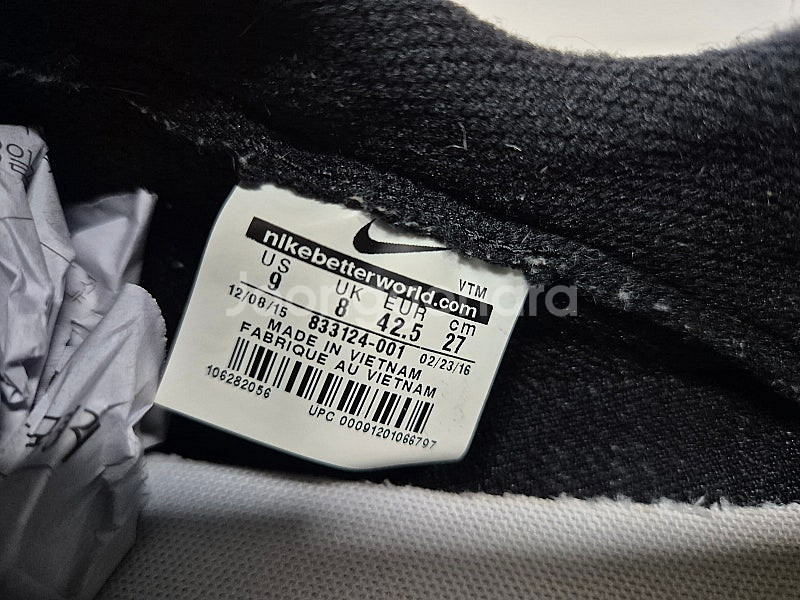 nikebetterworld.com
VTM
US UK EUR cm
9 8 42.5 27
12/08/15 833124-001 02/23/16
MADE IN VIETNAM
FABRIQUE AU VIETNAM
106282056
UPC 00091201066797